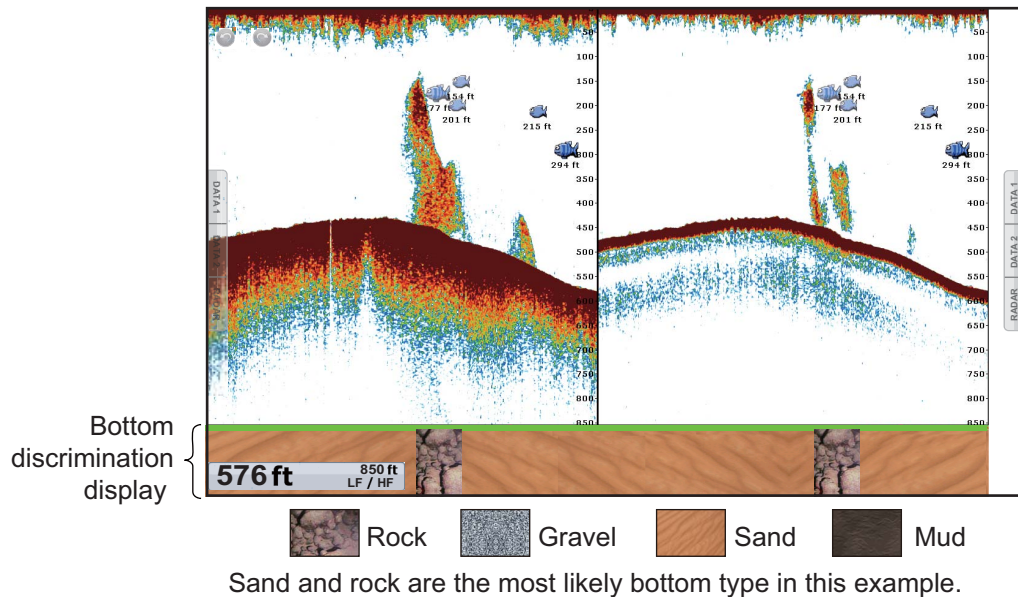 50
100
150
200
250
300
350
400
450
500
550
600
650
700
750
800
850
154 ft
177 ft
201 ft
215 ft
294 ft
DATA 1
50
100
150
200
250
300
350
400
450
500
550
600
650
700
750
800
850
154 ft
177 ft
201 ft
215 ft
294 ft
DATA 1
DATA 2
RADAR
Bottom
discrimination
display
576 ft
850 ft
LF / HF
Rock
Gravel
Sand
Mud
Sand and rock are the most likely bottom type in this example.